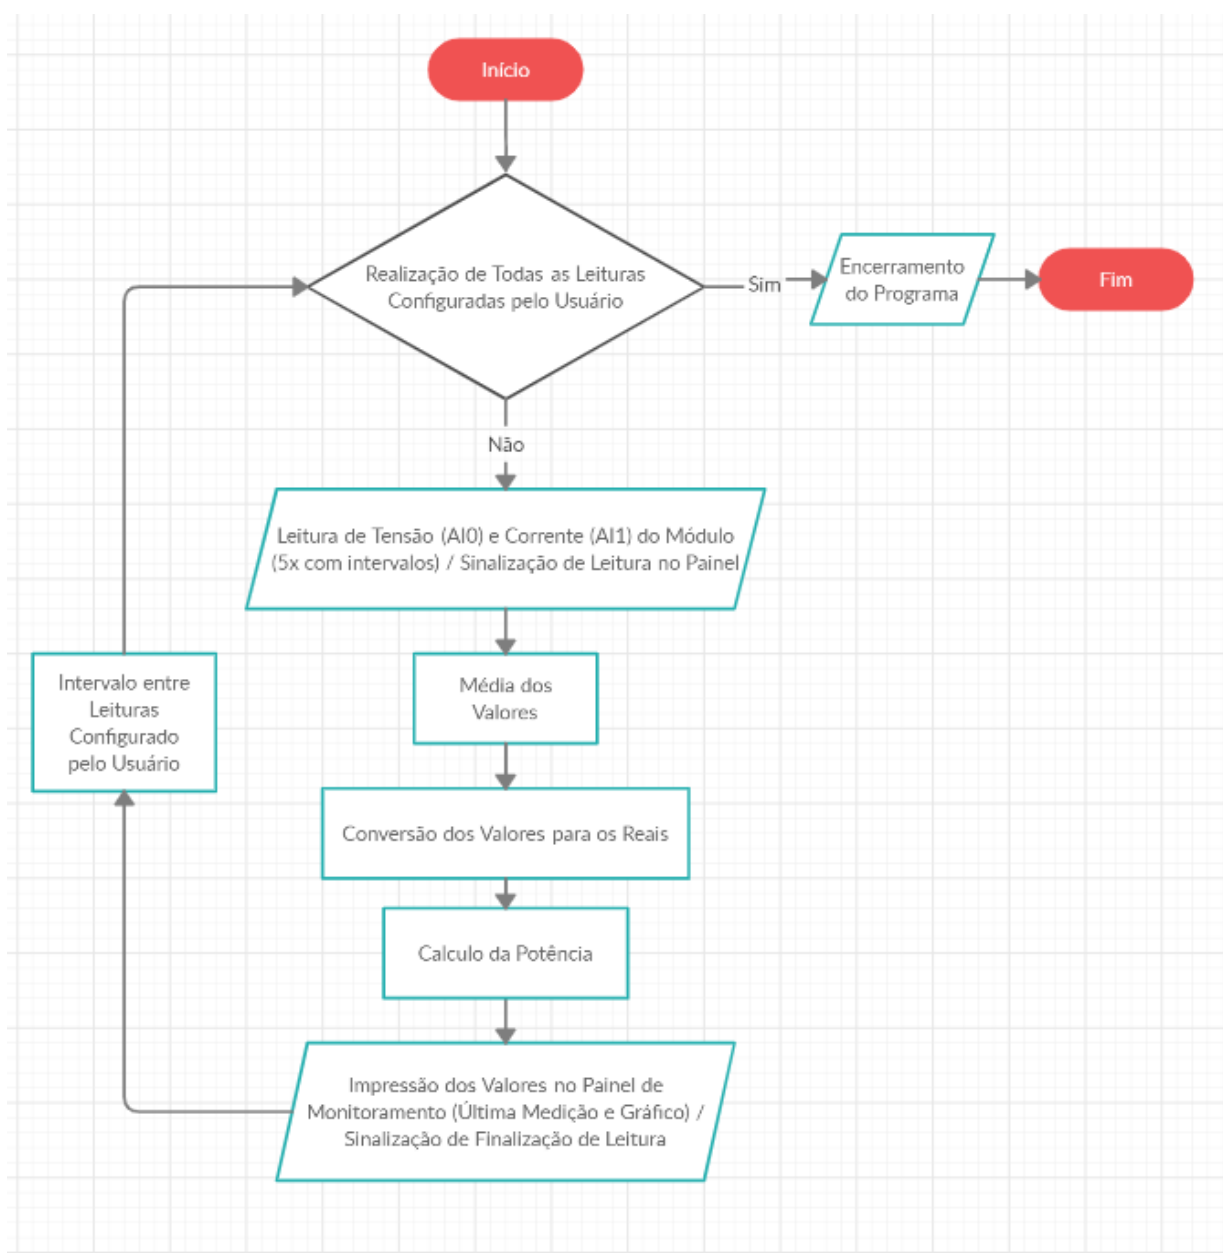 Início
Realização de Todas as Leituras
Configuradas pelo Usuário
Sim
Encerramento
do Programa
Fim
Não
Leitura de Tensão (AI0) e Corrente (AI1) do Módulo
(5x com intervalos) / Sinalização de Leitura no Painel
Média dos
Valores
Conversão dos Valores para os Reais
Calculo da Potência
Impressão dos Valores no Painel de
Monitoramento (Última Medição e Gráfico) /
Sinalização de Finalização de Leitura
Intervalo entre
Leituras
Configurado
pelo Usuário